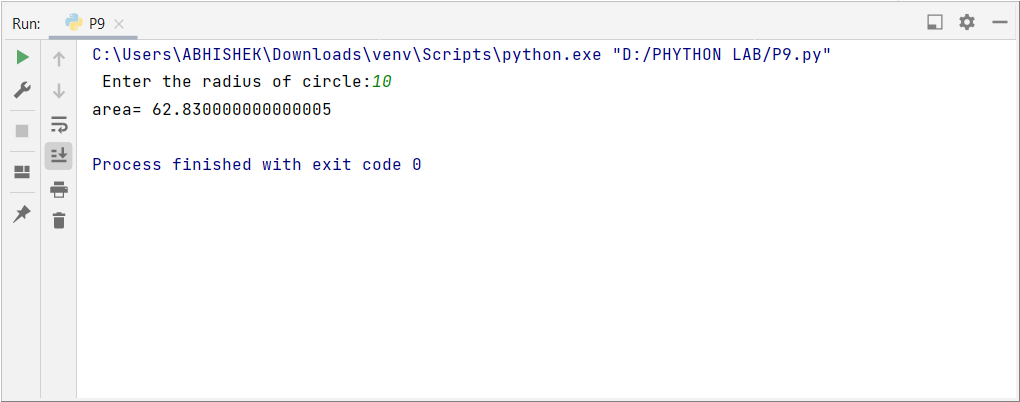 Run: P9
C:\Users\ABHISHEK\Downloads\venv\Scripts\python.exe "D:/PHYTHON LAB/P9.py"
Enter the radius of circle:10
area= 62.830000000000005
Process finished with exit code 0